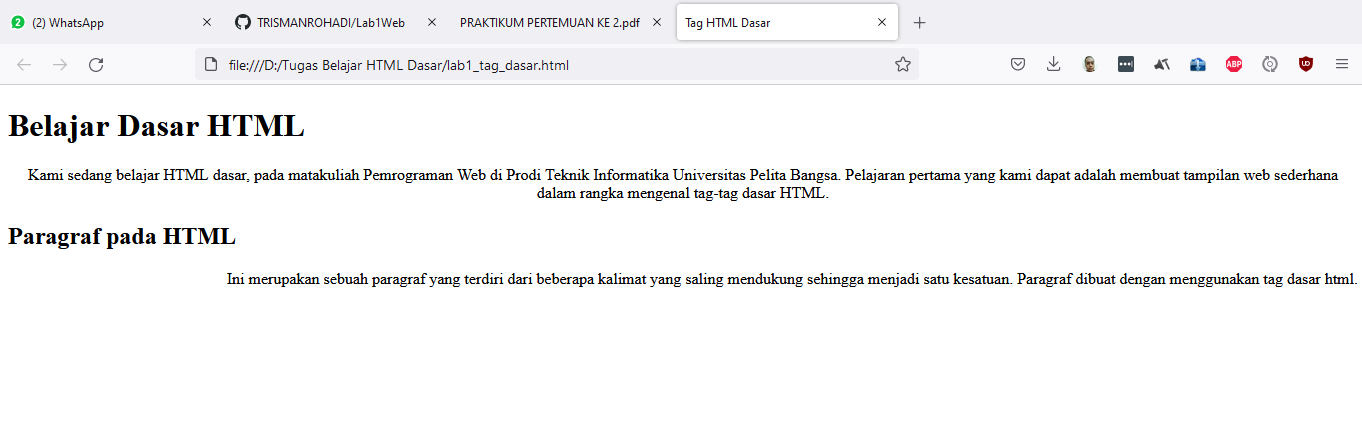 2 (2) WhatsApp
TRISMANROHADI/Lab1Web
PRAKTIKUM PERTEMUAN KE 2.pdf
Tag HTML Dasar
file:///D:/Tugas Belajar HTML Dasar/lab1_tag_dasar.html
ABP
Belajar Dasar HTML
Kami sedang belajar HTML dasar, pada matakuliah Pemrograman Web di Prodi Teknik Informatika Universitas Pelita Bangsa. Pelajaran pertama yang kami dapat adalah membuat tampilan web sederhana
dalam rangka mengenal tag-tag dasar HTML.
Paragraf pada HTML
Ini merupakan sebuah paragraf yang terdiri dari beberapa kalimat yang saling mendukung sehingga menjadi satu kesatuan. Paragraf dibuat dengan menggunakan tag dasar html.